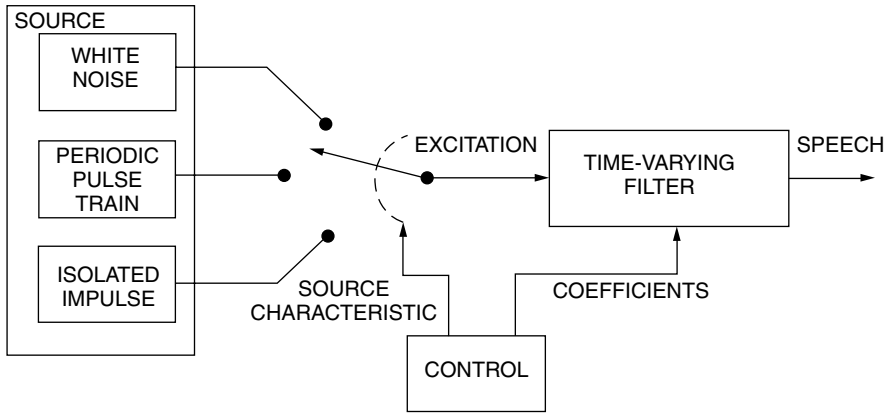 SOURCE
WHITE
NOISE
PERIODIC
PULSE
TRAIN
ISOLATED
IMPULSE
EXCITATION
TIME-VARYING
FILTER
SPEECH
SOURCE
CHARACTERISTIC
COEFFICIENTS
CONTROL